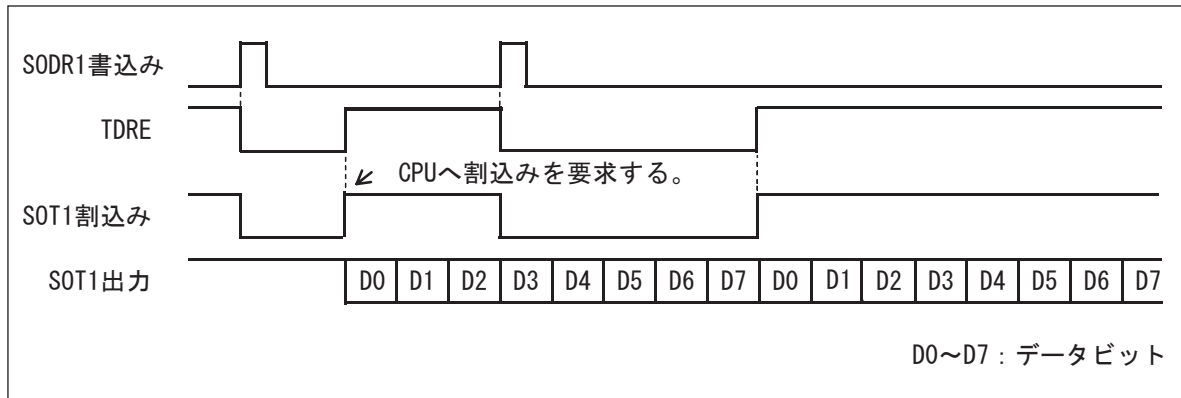 SODR1書込み
TDRE
CPUへ割込みを要求する。
SOT1割込み
SOT1出力 D0 D1 D2 D3 D4 D5 D6 D7 D0 D1 D2 D3 D4 D5 D6 D7
D0～D7：データビット